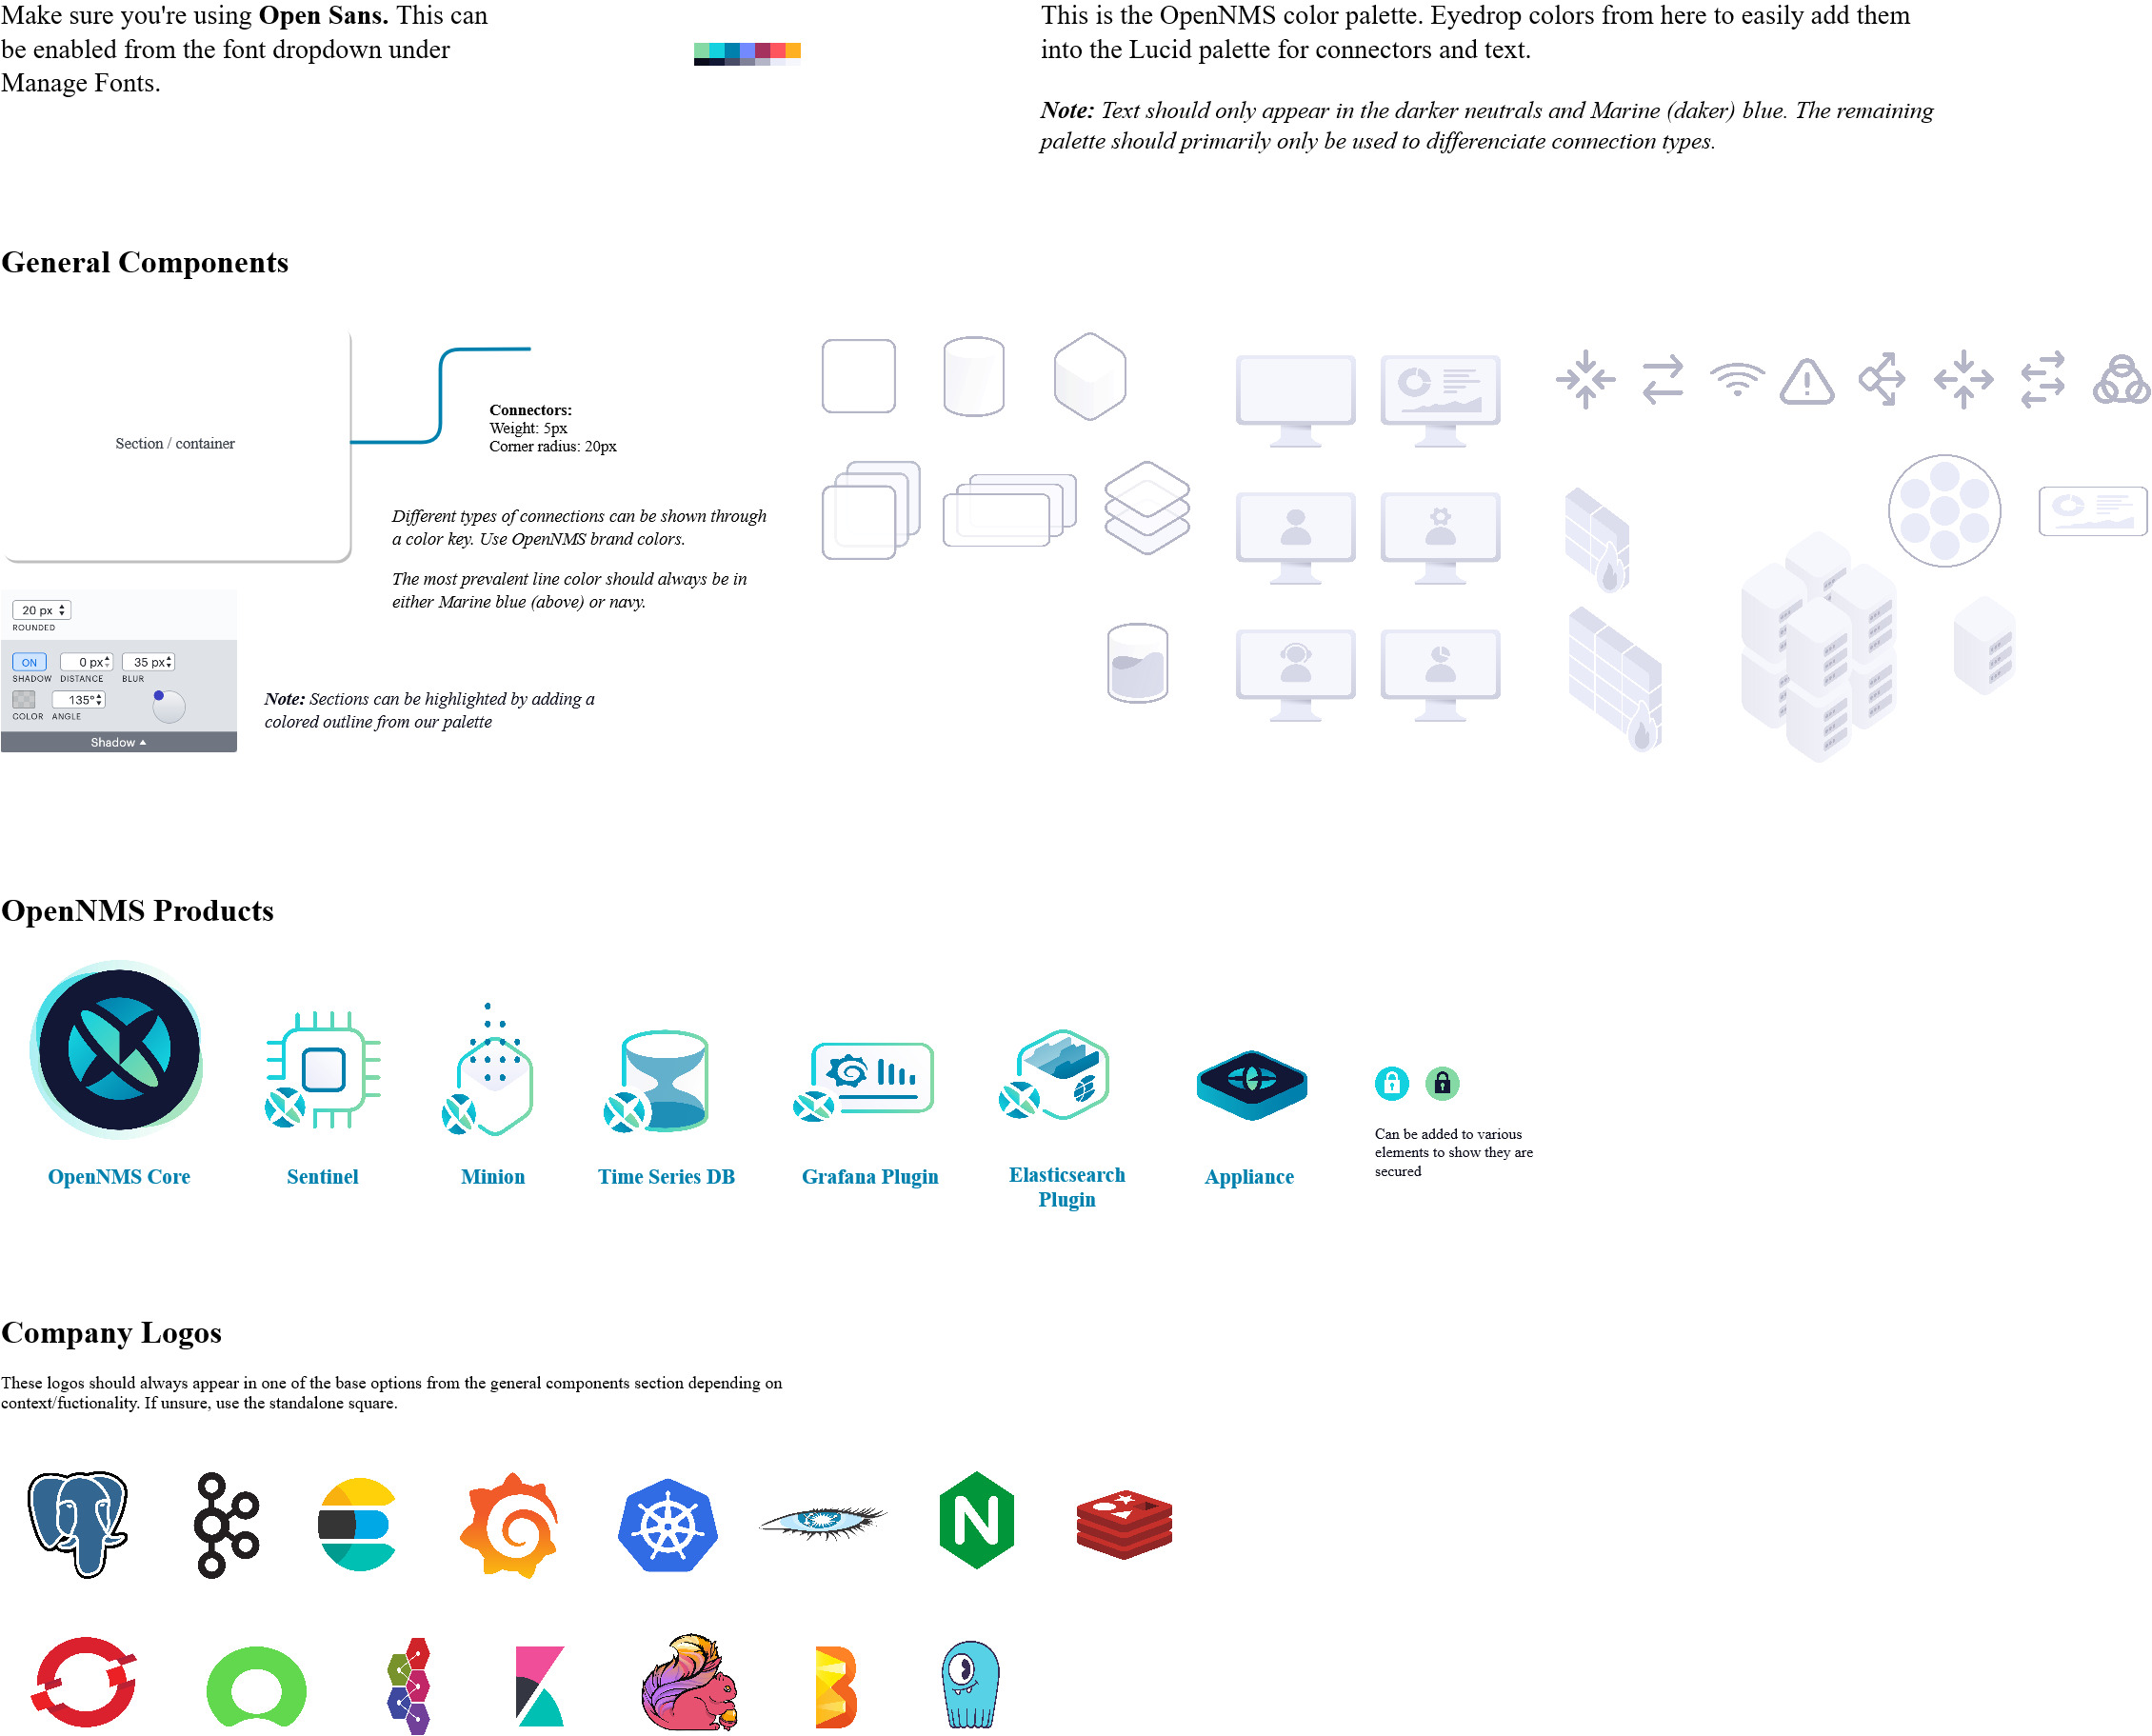 Make sure you're using Open Sans. This can
be enabled from the font dropdown under
Manage Fonts.
This is the OpenNMS color palette. Eyedrop colors from here to easily add them
into the Lucid palette for connectors and text.
Note: Text should only appear in the darker neutrals and Marine (daker) blue. The remaining
palette should primarily only be used to differenciate connection types.
General Components
Section / container
Connectors:
Weight: 5px
Corner radius: 20px
Different types of connections can be shown through
a color key. Use OpenNMS brand colors.
The most prevalent line color should always be in
either Marine blue (above) or navy.
20 px
ROUNDED
ON
0 px
35 px
SHADOW
DISTANCE
BLUR
135°
COLOR
ANGLE
Shadow
Note: Sections can be highlighted by adding a
colored outline from our palette
OpenNMS Products
OpenNMS Core
Sentinel
Minion
Time Series DB
Grafana Plugin
Elasticsearch
Plugin
Appliance
Can be added to various
elements to show they are
secured
Company Logos
These logos should always appear in one of the base options from the general components section depending on
context/fuctionality. If unsure, use the standalone square.
N